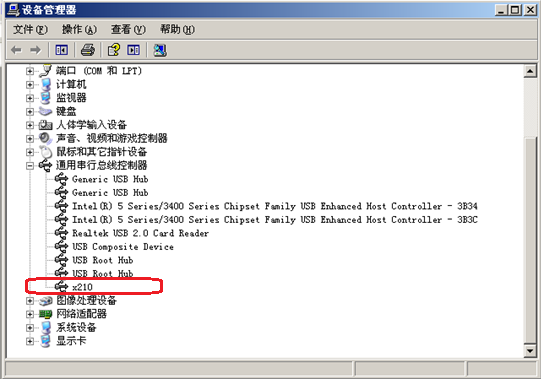 设备管理器
文件(F) 操作(A) 查看(V) 帮助(H)
端口 (COM 和 LPT)
计算机
监视器
键盘
人体学输入设备
声音、视频和游戏控制器
鼠标和其它指针设备
通用串行总线控制器
Generic USB Hub
Generic USB Hub
Intel(R) 5 Series/3400 Series Chipset Family USB Enhanced Host Controller - 3B34
Intel(R) 5 Series/3400 Series Chipset Family USB Enhanced Host Controller - 3B3C
Realtek USB 2.0 Card Reader
USB Composite Device
USB Root Hub
USB Root Hub
x210
图像处理设备
网络适配器
系统设备
显示卡